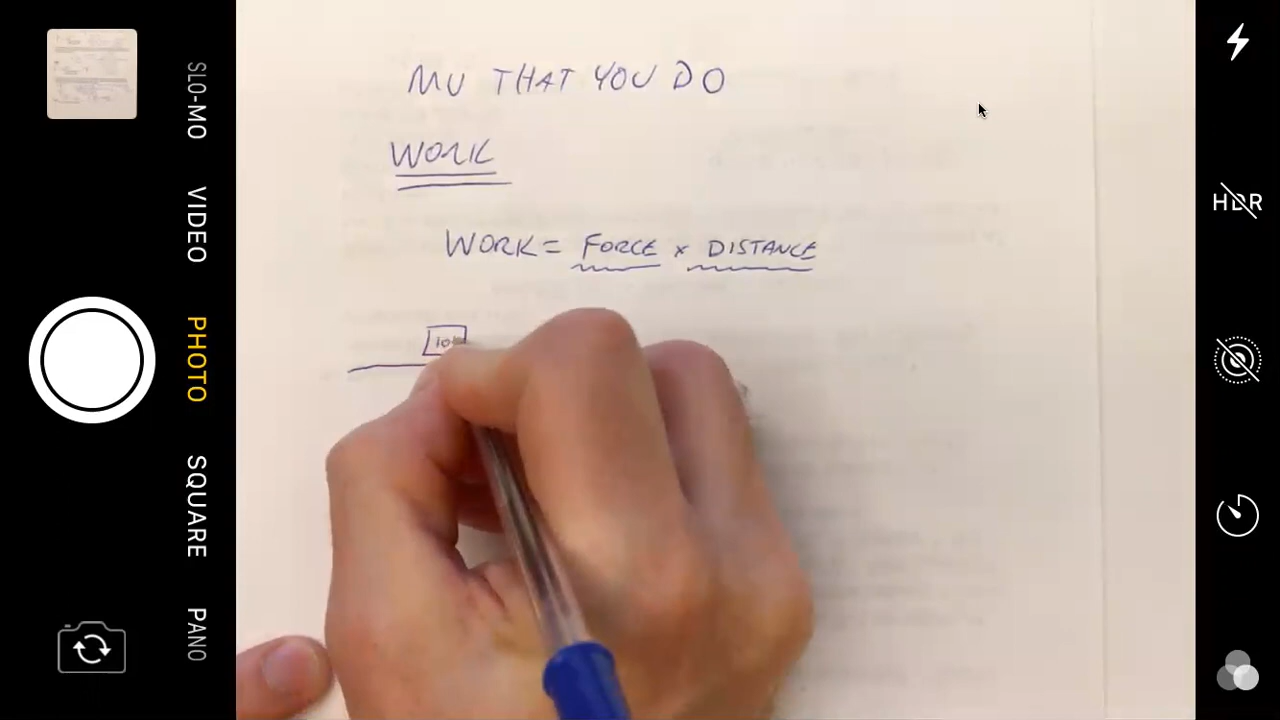 SLO-MO
VIDEO
PHOTO
SQUARE
PANO
MU THAT YOU DO
WORK
WORK = FORCE × DISTANCE
HDR